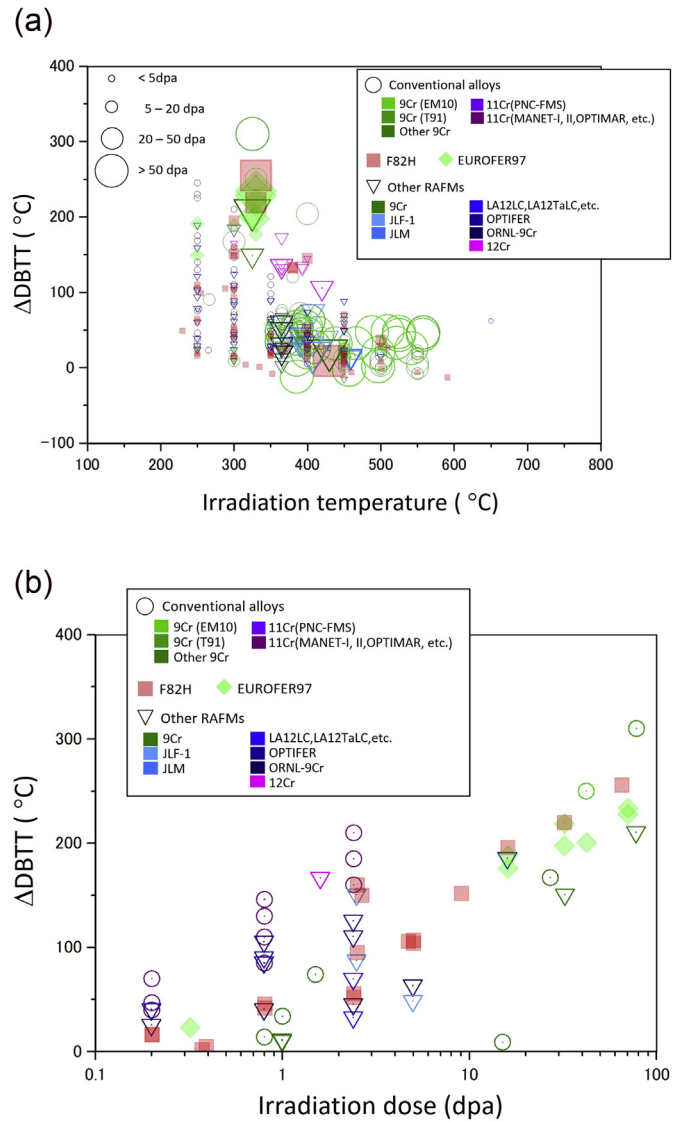 (a)
400
300
200
100
0
−100
100 200 300 400 500 600 700 800
ΔDBTT ( °C)
Irradiation temperature ( °C)
< 5dpa
5 – 20 dpa
20 – 50 dpa
> 50 dpa
Conventional alloys
9Cr (EM10)
9Cr (T91)
Other 9Cr
11Cr(PNC-FMS)
11Cr(MANET-I, II,OPTIMAR, etc.)
F82H
EUROFER97
Other RAFMs
9Cr
JLF-1
JLM
LA12LC,LA12TaLC,etc.
OPTIFER
ORNL-9Cr
12Cr
(b)
Conventional alloys
9Cr (EM10)
9Cr (T91)
Other 9Cr
11Cr(PNC-FMS)
11Cr(MANET-I, II,OPTIMAR, etc.)
F82H
EUROFER97
Other RAFMs
9Cr
JLF-1
JLM
LA12LC,LA12TaLC,etc.
OPTIFER
ORNL-9Cr
12Cr
400
300
200
100
0
0.1 1 10 100
ΔDBTT ( °C)
Irradiation dose (dpa)